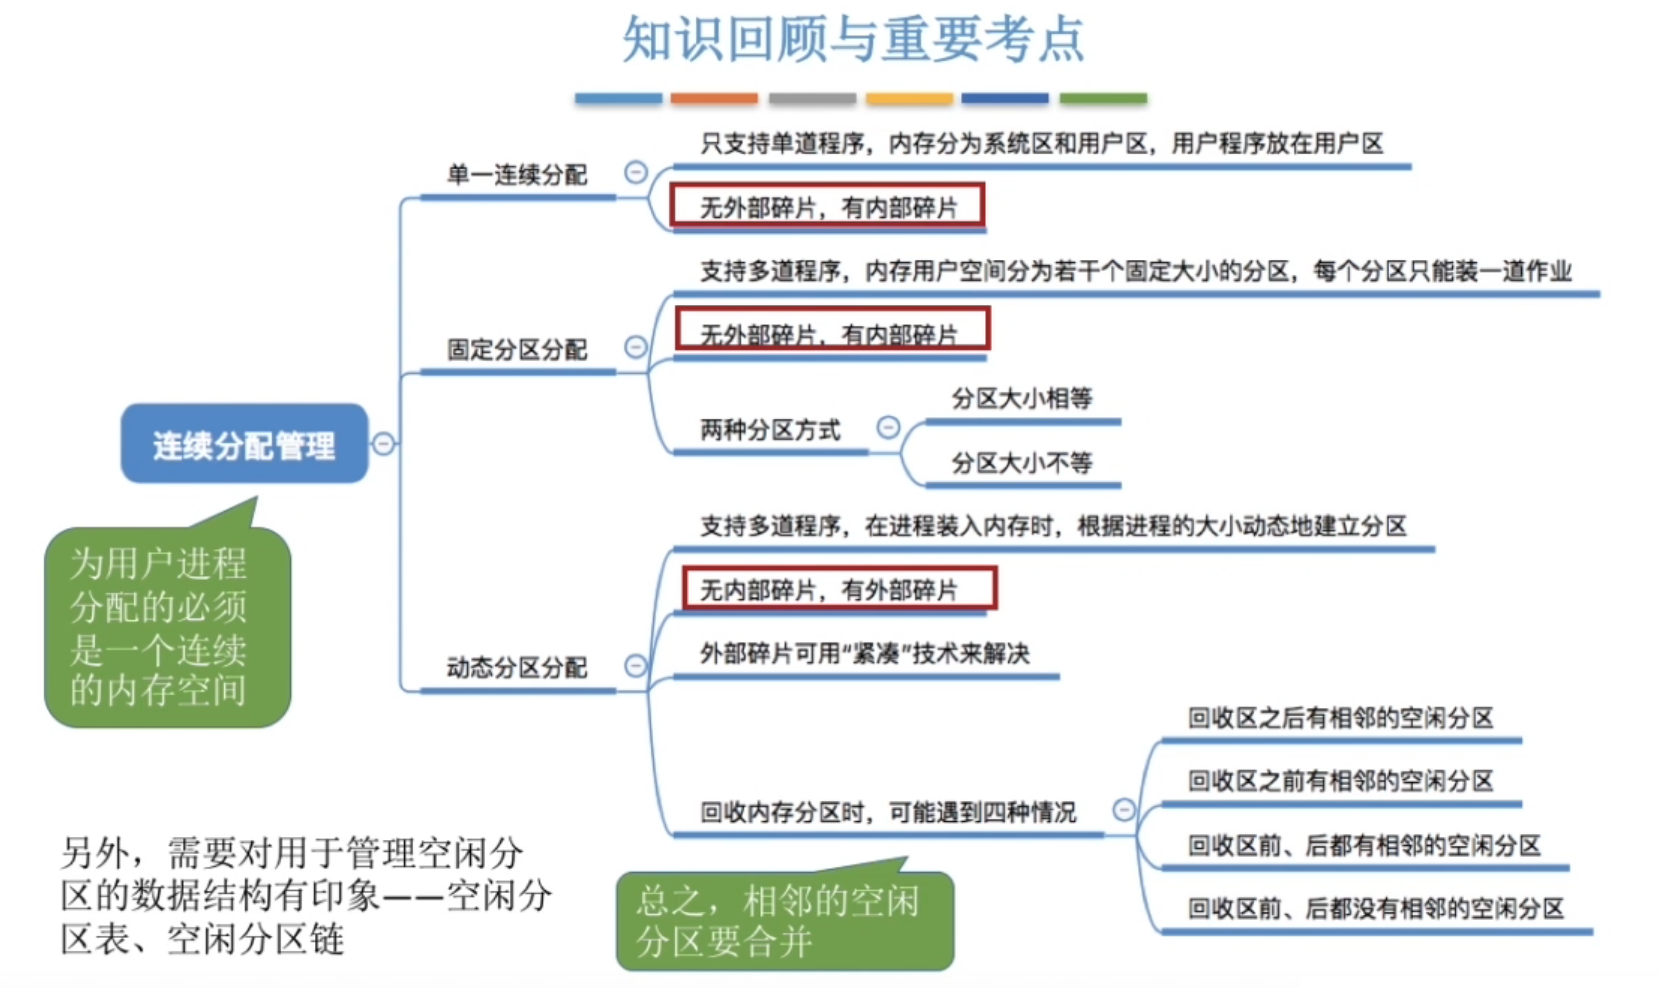 知识回顾与重要考点
连续分配管理
为用户进程
分配的必须
是一个连续
的内存空间
单一连续分配
只支持单道程序，内存分为系统区和用户区，用户程序放在用户区
无外部碎片，有内部碎片
固定分区分配
支持多道程序，内存用户空间分为若干个固定大小的分区，每个分区只能装一道作业
无外部碎片，有内部碎片
两种分区方式
分区大小相等
分区大小不等
动态分区分配
支持多道程序，在进程装入内存时，根据进程的大小动态地建立分区
无内部碎片，有外部碎片
外部碎片可用“紧凑”技术来解决
回收内存分区时，可能遇到四种情况
回收区之后有相邻的空闲分区
回收区之前有相邻的空闲分区
回收区前、后都有相邻的空闲分区
回收区前、后都没有相邻的空闲分区
总之，相邻的空闲
分区要合并
另外，需要对用于管理空闲分
区的数据结构有印象——空闲分
区表、空闲分区链